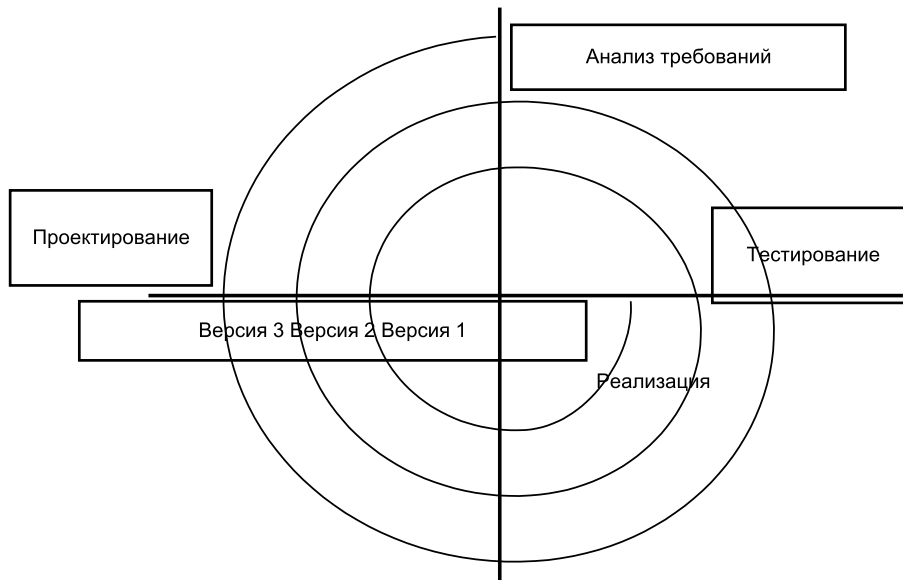 Анализ требований
Проектирование
Тестирование
Версия 3 Версия 2 Версия 1
Реализация